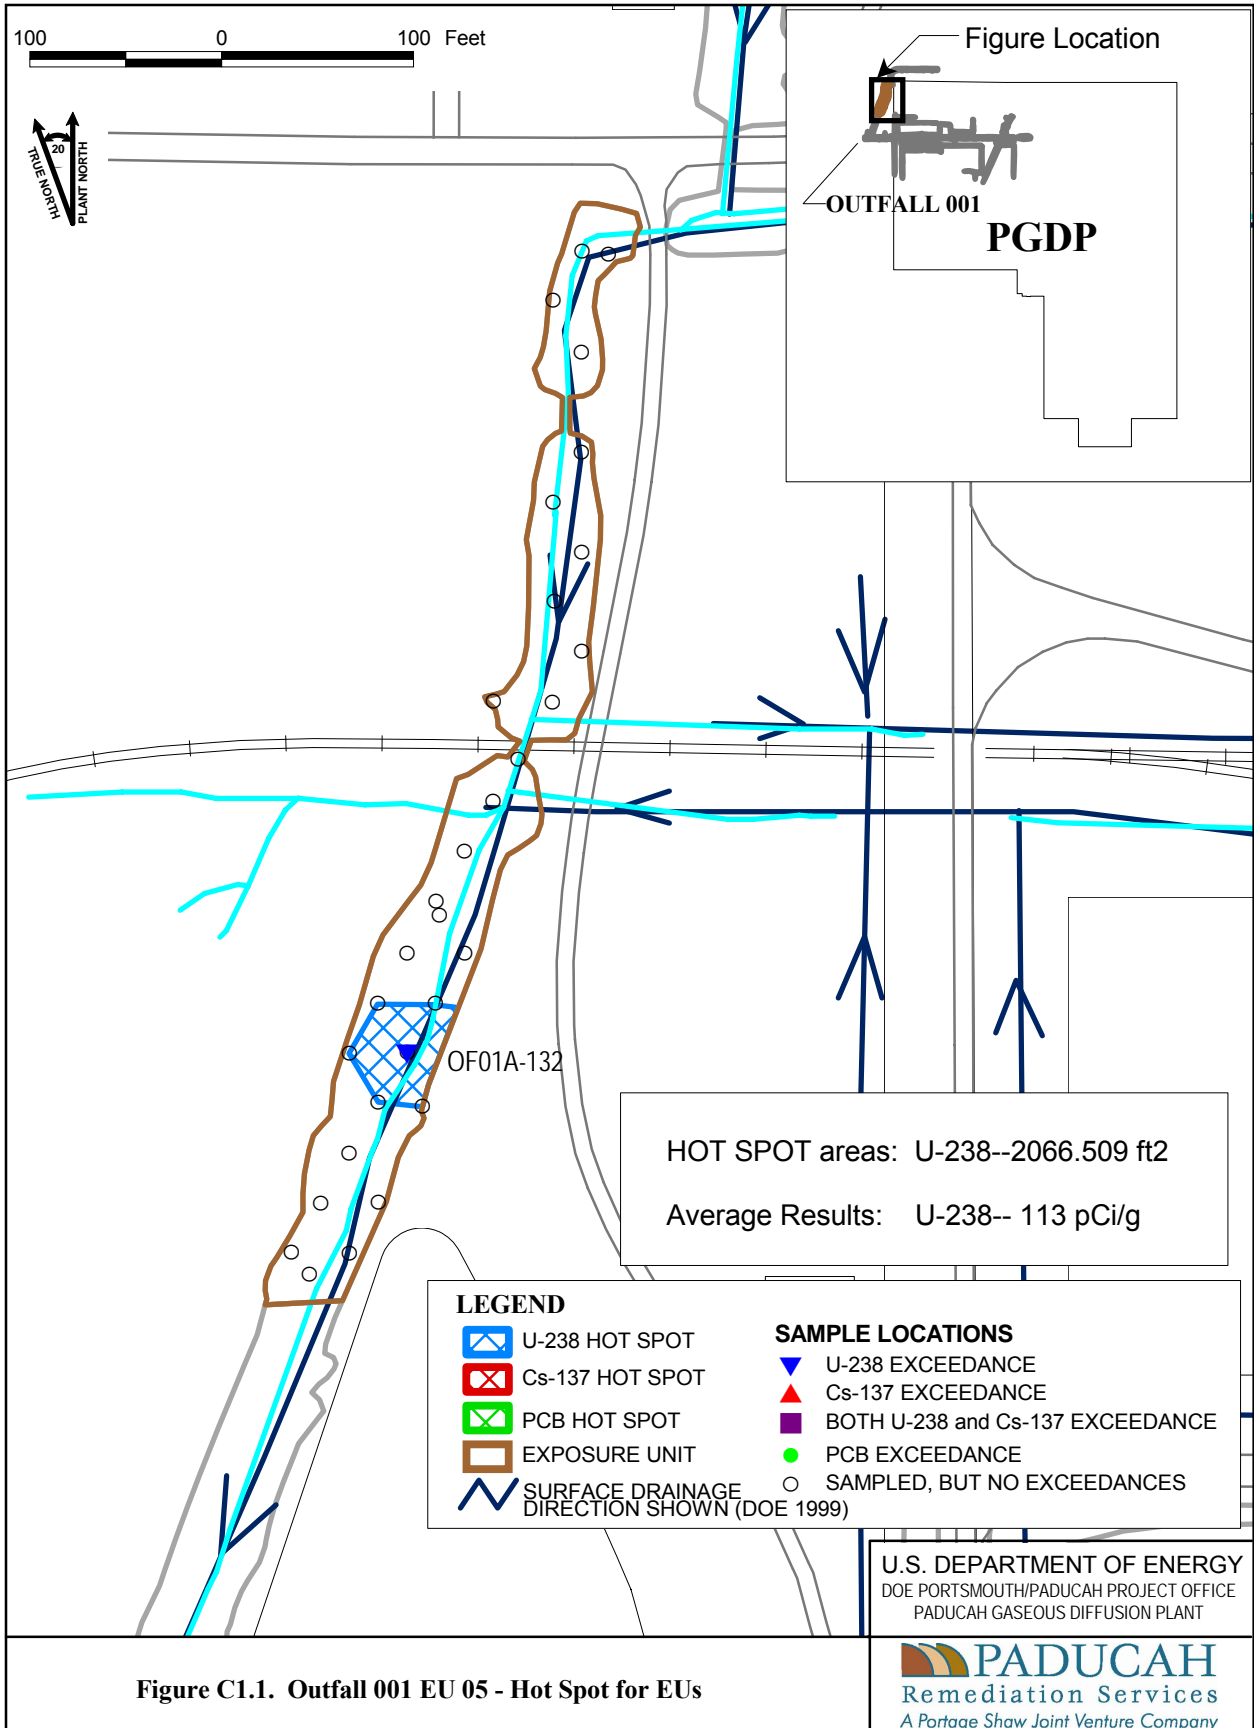 100 0 100 Feet
TRUE NORTH
20
PLANT NORTH
Figure Location
OUTFALL 001
PGDP
OF01A-132
HOT SPOT areas: U-238--2066.509 ft2
Average Results: U-238-- 113 pCi/g
LEGEND
U-238 HOT SPOT
Cs-137 HOT SPOT
PCB HOT SPOT
EXPOSURE UNIT
SURFACE DRAINAGE
DIRECTION SHOWN (DOE 1999)
SAMPLE LOCATIONS
U-238 EXCEEDANCE
Cs-137 EXCEEDANCE
BOTH U-238 and Cs-137 EXCEEDANCE
PCB EXCEEDANCE
SAMPLED, BUT NO EXCEEDANCES
U.S. DEPARTMENT OF ENERGY
DOE PORTSMOUTH/PADUCAH PROJECT OFFICE
PADUCAH GASEOUS DIFFUSION PLANT
Figure C1.1. Outfall 001 EU 05 - Hot Spot for EUs
PADUCAH
Remediation Services
A Portage Shaw Joint Venture Company